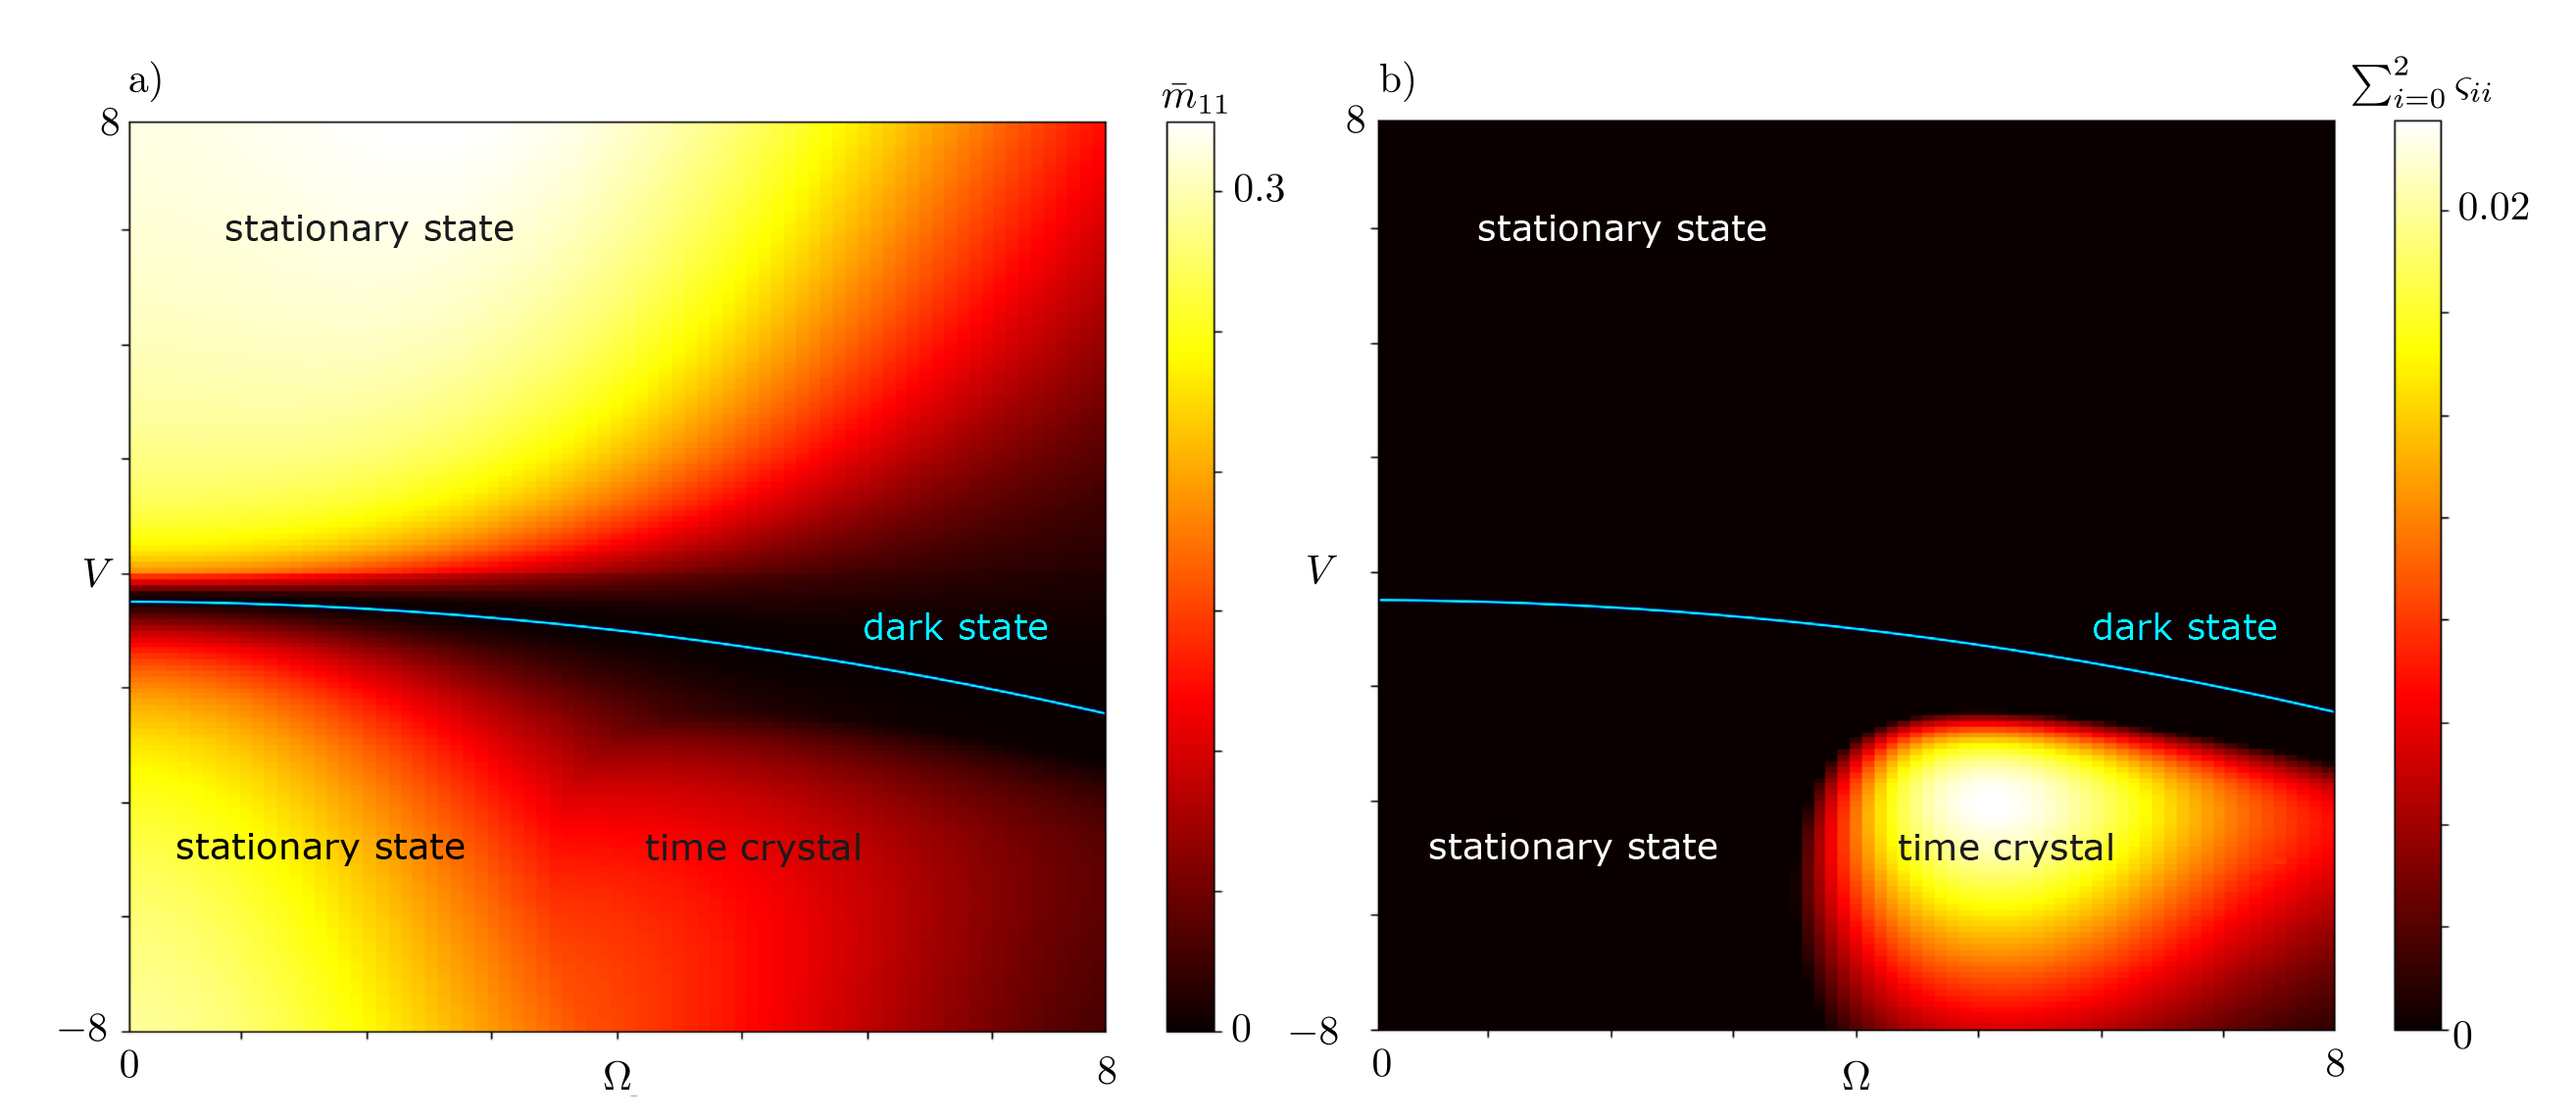 a)
m̄₁₁
8
0.3
stationary state
V
dark state
stationary state
time crystal
−8
0
0
Ω
8
b)
∑²ᵢ₌₀ ςᵢᵢ
8
0.02
stationary state
V
dark state
stationary state
time crystal
−8
0
0
Ω
8